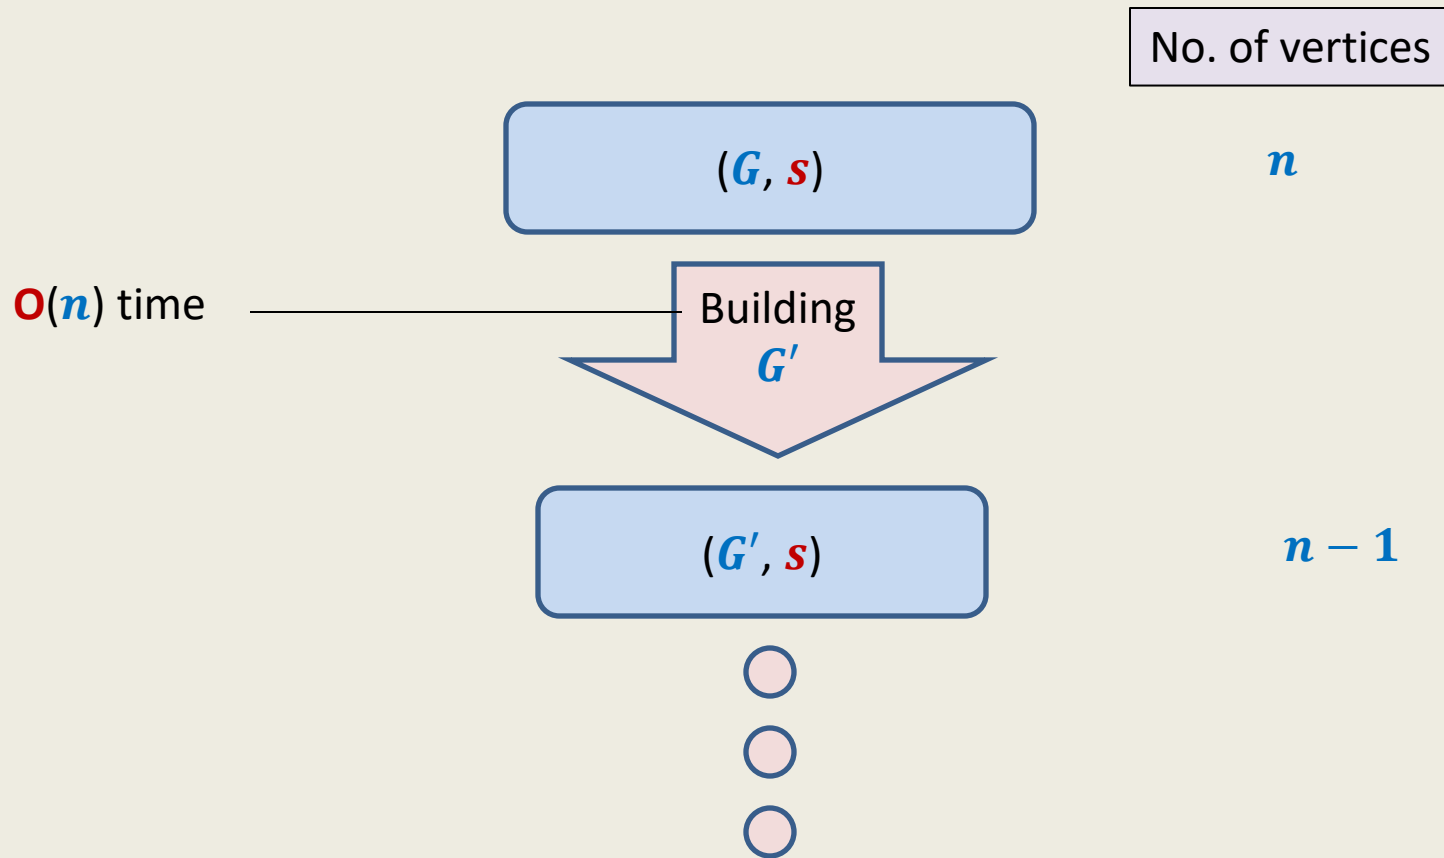 No. of vertices
(G, s)
n
O(n) time
Building
G′
(G′, s)
n − 1